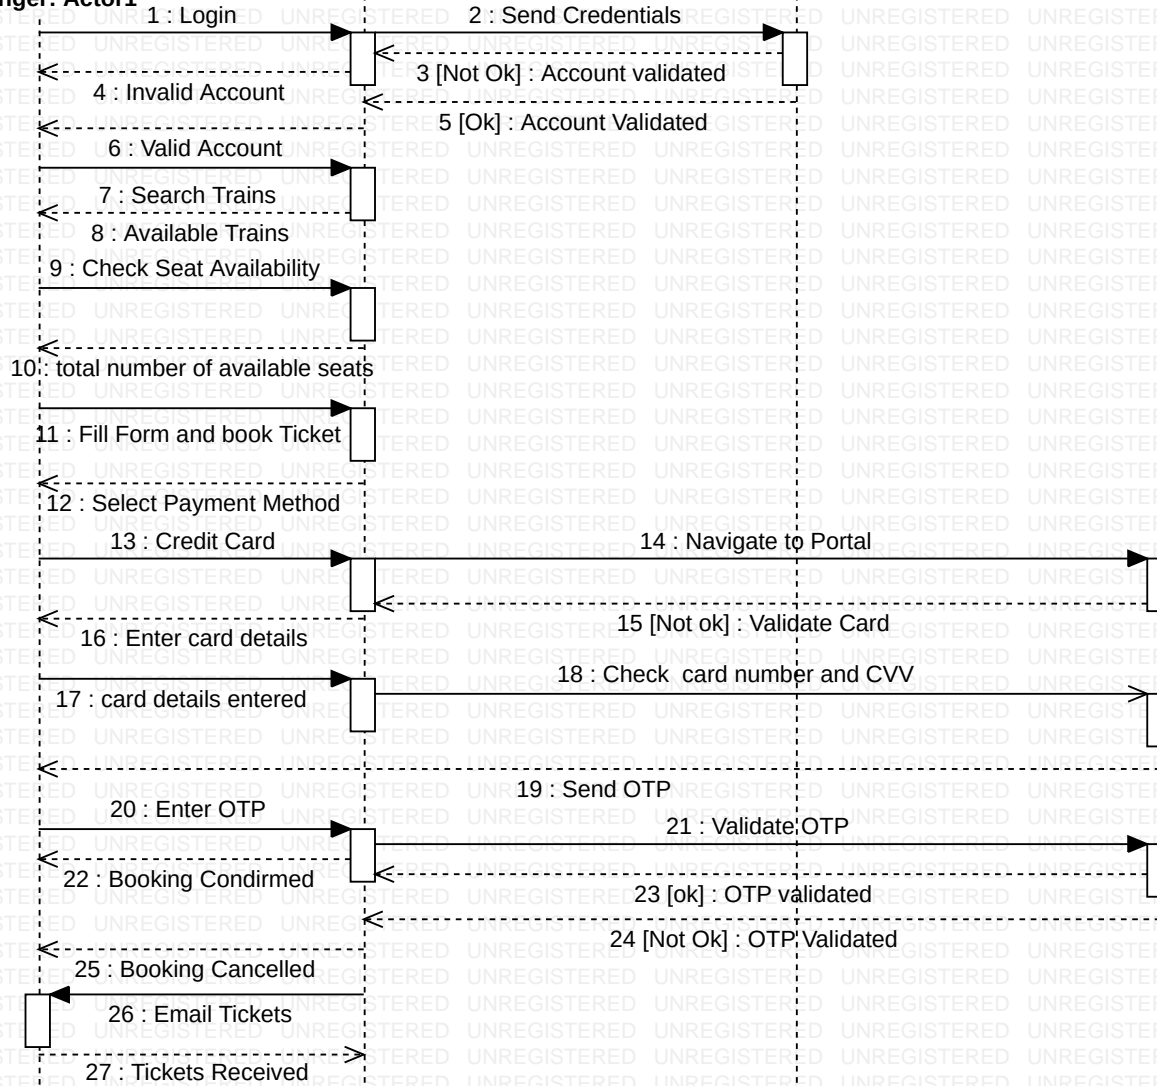 nger: Actor1
1 : Login
2 : Send Credentials
3 [Not Ok] : Account validated
4 : Invalid Account
5 [Ok] : Account Validated
6 : Valid Account
7 : Search Trains
8 : Available Trains
9 : Check Seat Availability
10 : total number of available seats
11 : Fill Form and book Ticket
12 : Select Payment Method
13 : Credit Card
14 : Navigate to Portal
15 [Not ok] : Validate Card
16 : Enter card details
18 : Check  card number and CVV
17 : card details entered
19 : Send OTP
20 : Enter OTP
21 : Validate OTP
22 : Booking Condirmed
23 [ok] : OTP validated
24 [Not Ok] : OTP Validated
25 : Booking Cancelled
26 : Email Tickets
27 : Tickets Received
UNREGISTERED